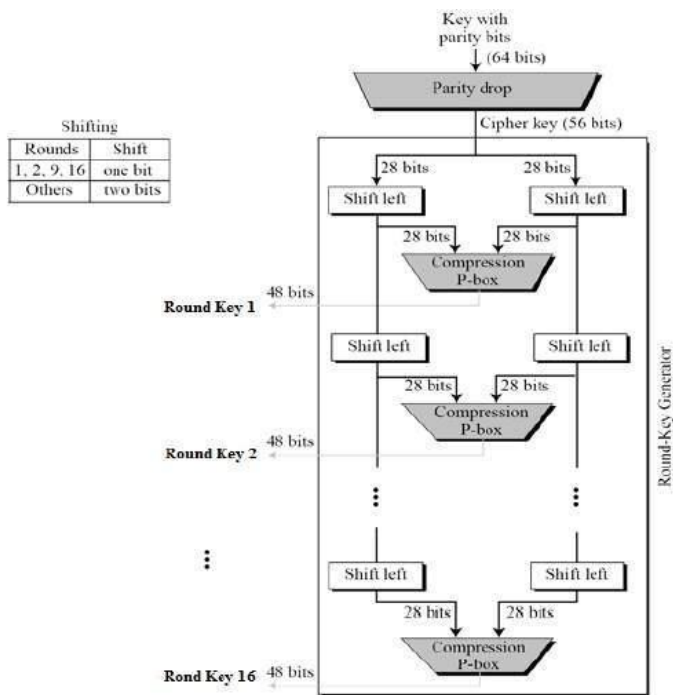 Key with
parity bits
(64 bits)
Parity drop
Cipher key (56 bits)
Shifting
Rounds Shift
1, 2, 9, 16 one bit
Others two bits
28 bits 28 bits
Shift left Shift left
28 bits 28 bits
Compression
P-box
48 bits
Round Key 1
Shift left Shift left
28 bits 28 bits
Compression
P-box
48 bits
Round Key 2
Round-Key Generator
Shift left Shift left
28 bits 28 bits
Compression
P-box
48 bits
Rond Key 16